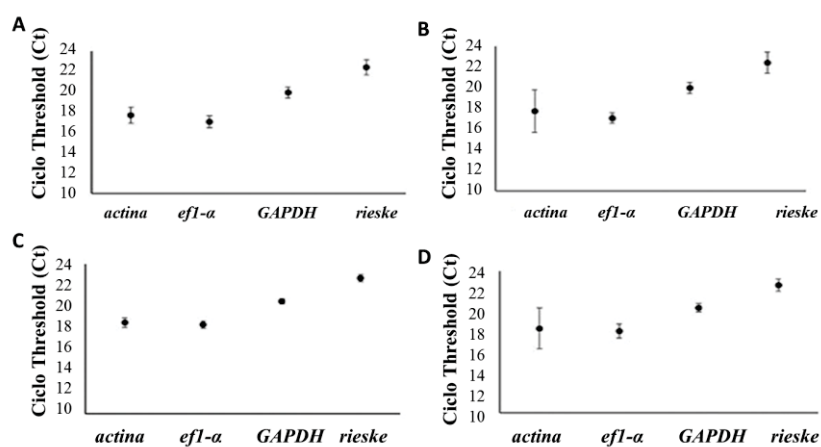 A
Ciclo Threshold (Ct)
24
22
20
18
16
14
12
10
actina ef1-α GAPDH rieske
B
Ciclo Threshold (Ct)
24
22
20
18
16
14
12
10
actina ef1-α GAPDH rieske
C
Ciclo Threshold (Ct)
24
22
20
18
16
14
12
10
actina ef1-α GAPDH rieske
D
Ciclo Threshold (Ct)
24
22
20
18
16
14
12
10
actina ef1-α GAPDH rieske